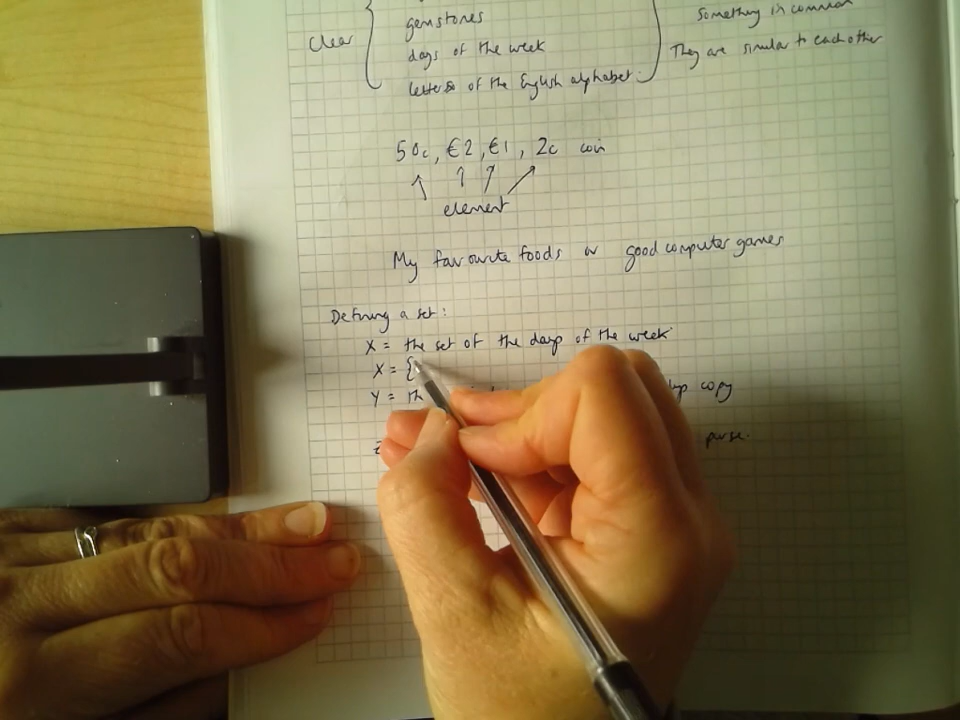 Something in common
gemstones
Clear
days of the week
They are similar to each other
letters of the English alphabet
50c, €2, €1, 2c coin
element
My favourite foods or good computer games
Defining a set:
X = the set of the days of the week
X = {
Y = th copy
purse.